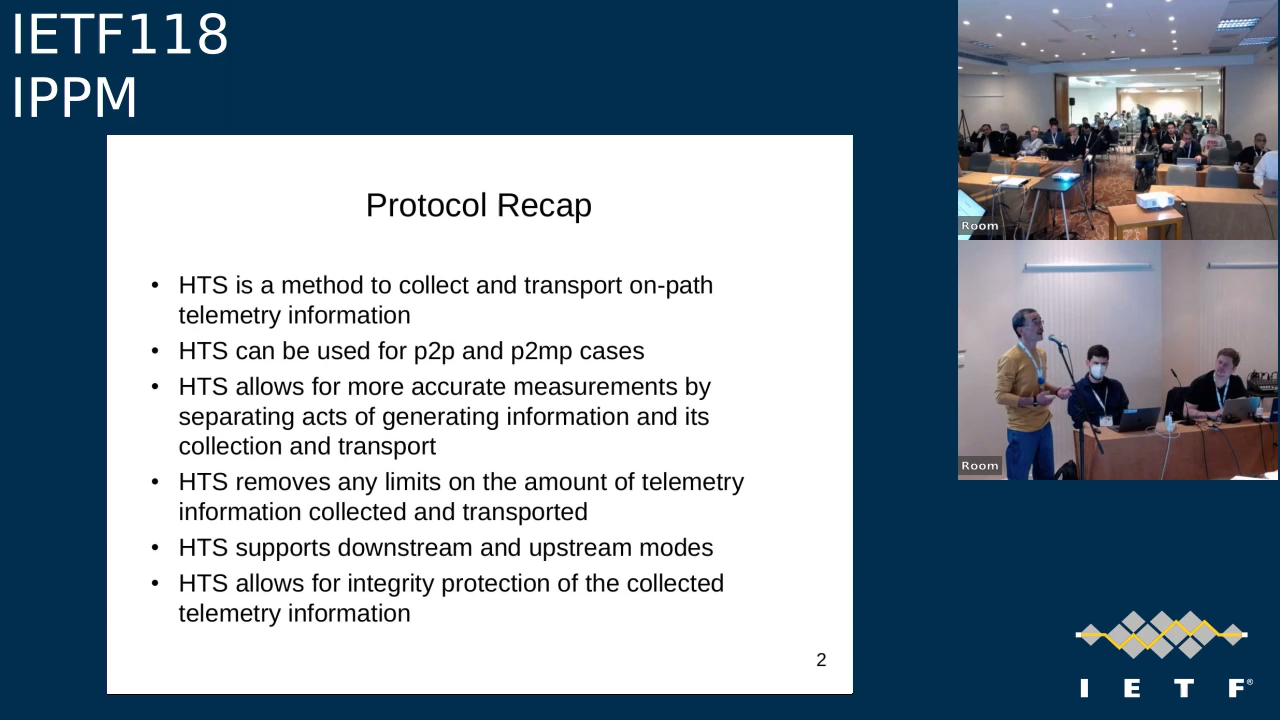 IETF118
IPPM
Protocol Recap
• HTS is a method to collect and transport on-path
telemetry information
• HTS can be used for p2p and p2mp cases
• HTS allows for more accurate measurements by
separating acts of generating information and its
collection and transport
• HTS removes any limits on the amount of telemetry
information collected and transported
• HTS supports downstream and upstream modes
• HTS allows for integrity protection of the collected
telemetry information
2
Room
Room
I E T F®